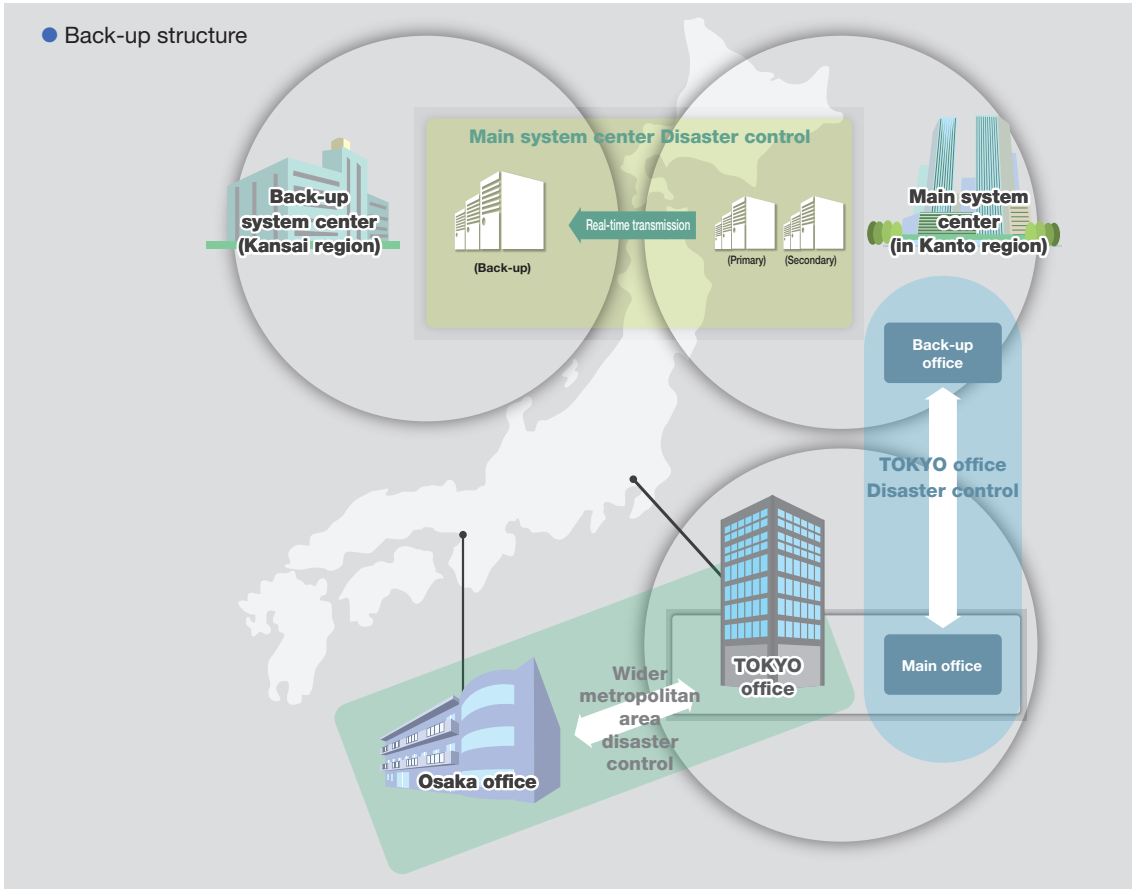 Back-up structure
Main system center Disaster control
Back-up
system center
(Kansai region)
(Back-up)
Real-time transmission
(Primary)
(Secondary)
Main system
center
(in Kanto region)
Back-up
office
TOKYO office
Disaster control
Main office
TOKYO
office
Wider
metropolitan
area
disaster
control
Osaka office